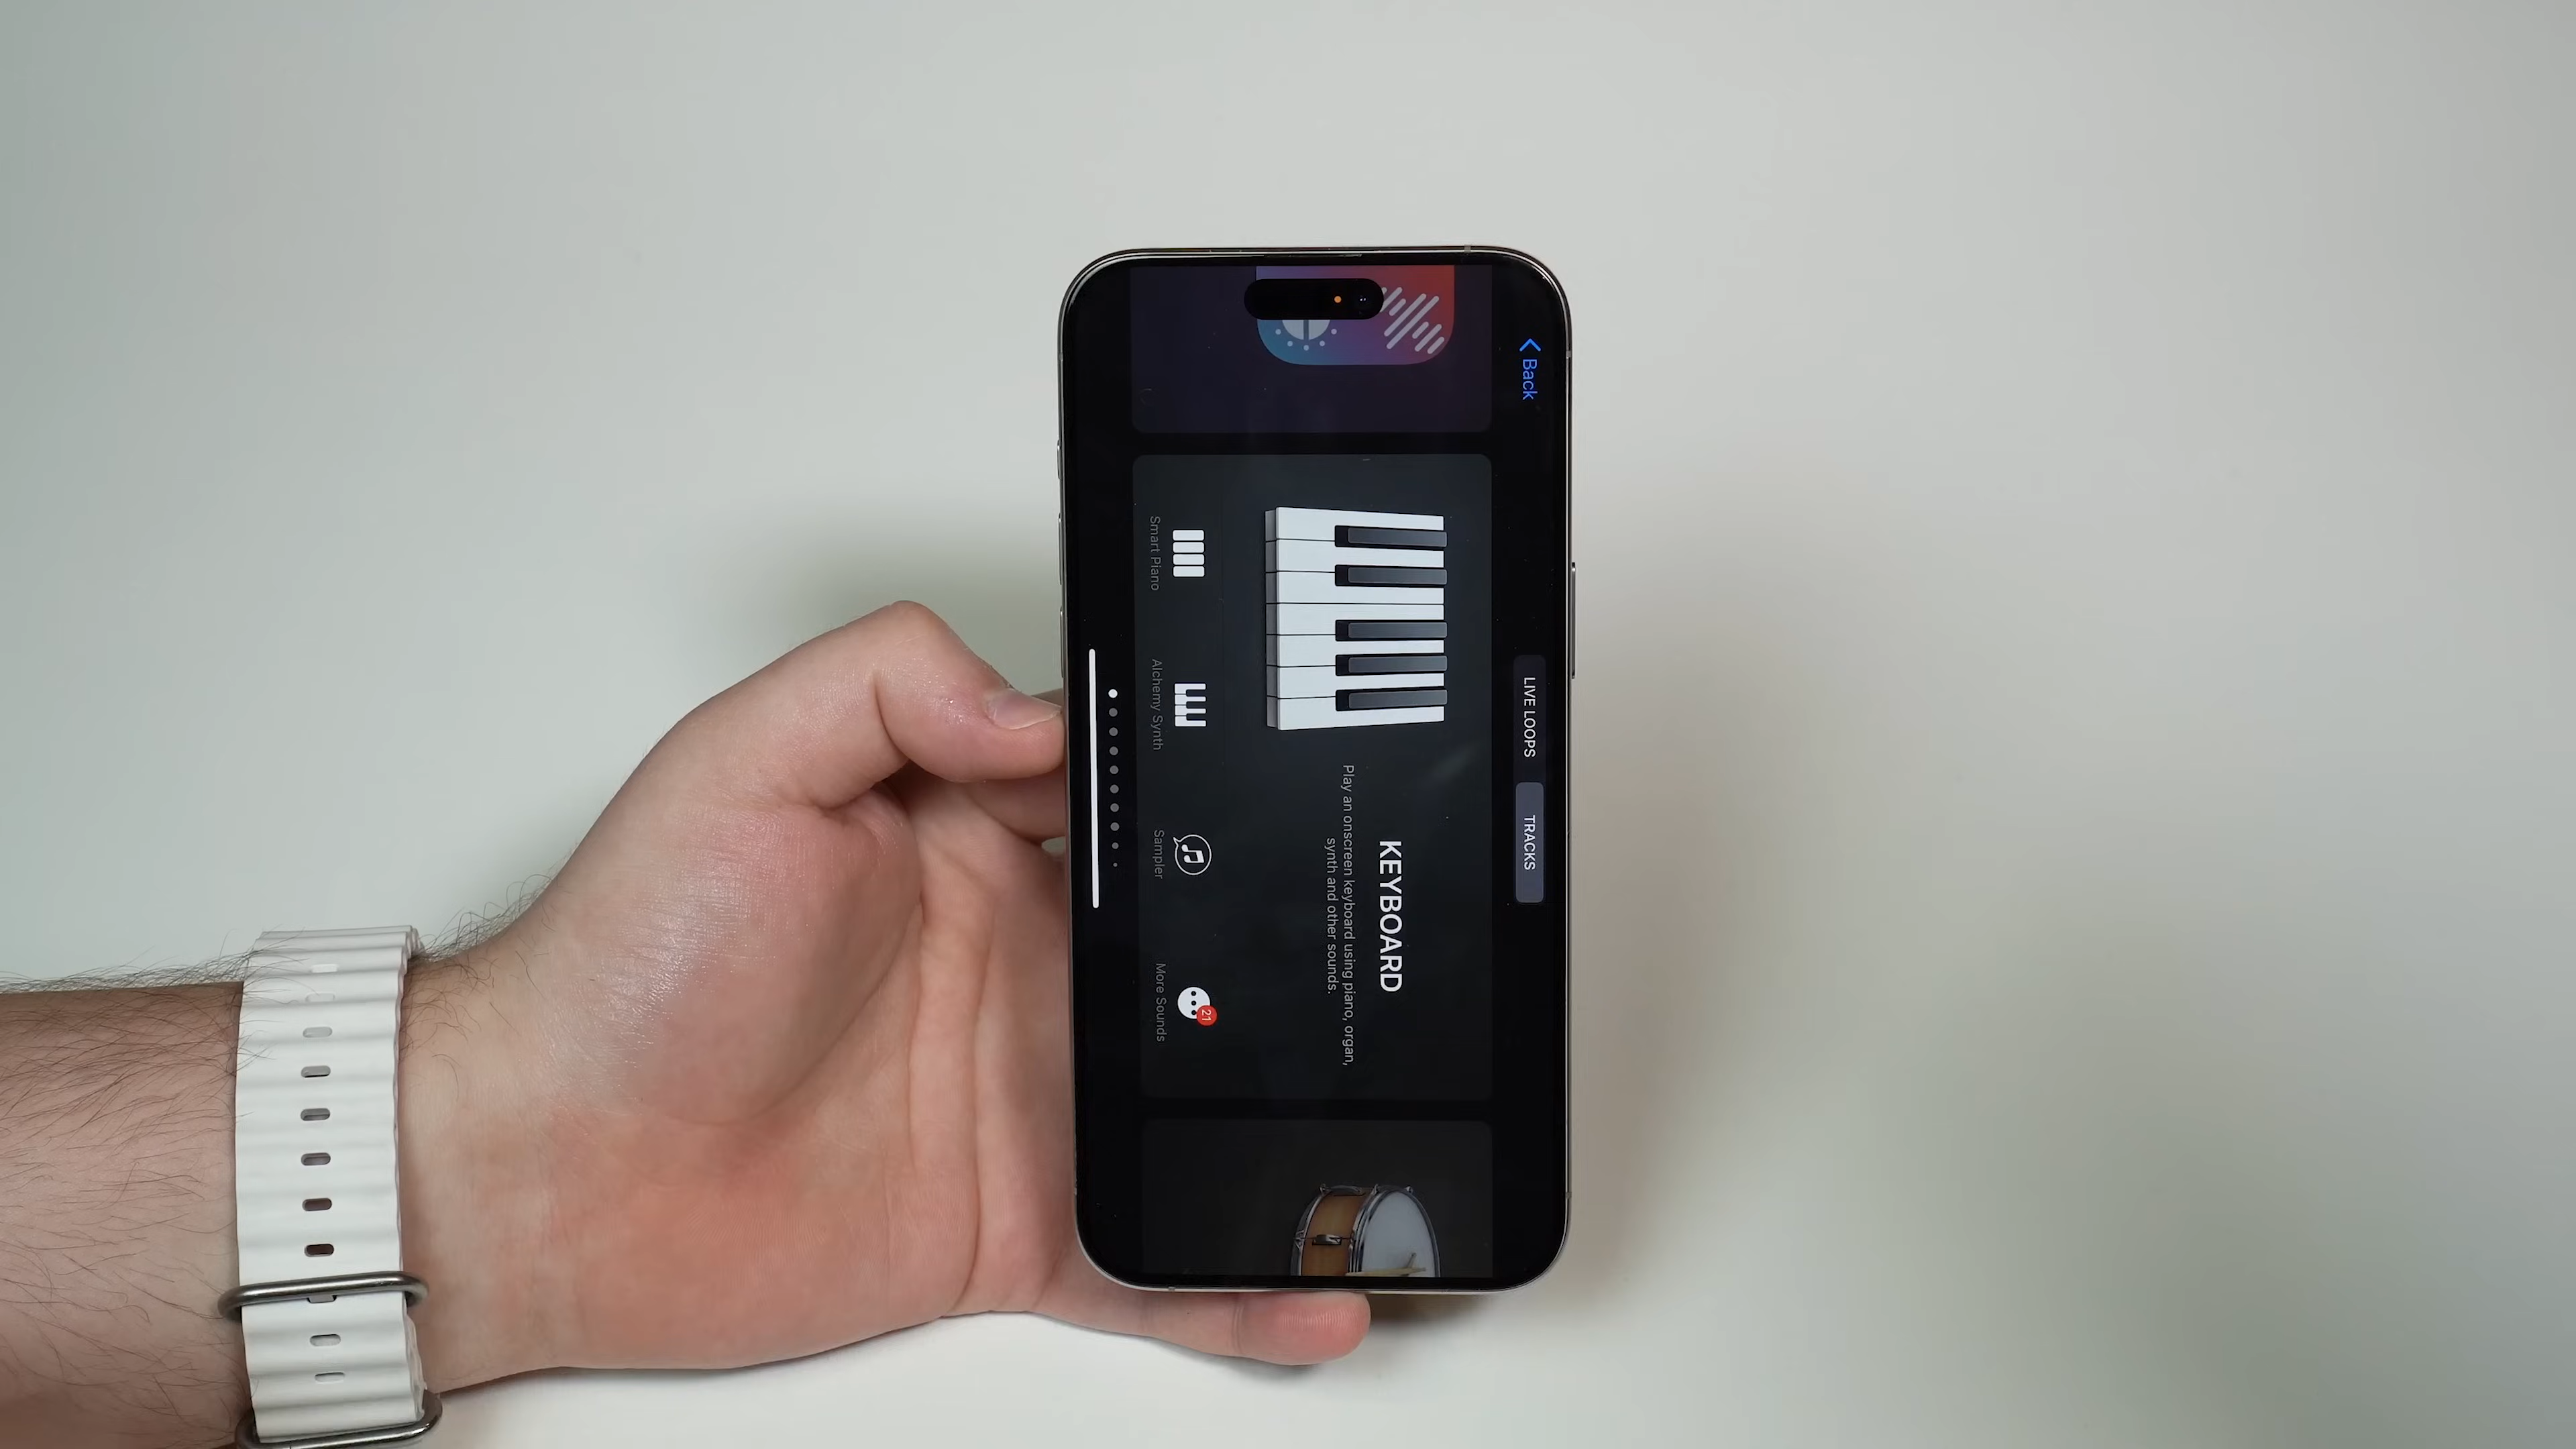 Back
LIVE LOOPS
TRACKS
KEYBOARD
Play an onscreen keyboard using piano, organ,
synth and other sounds.
21
Smart Piano
Alchemy Synth
Sampler
More Sounds